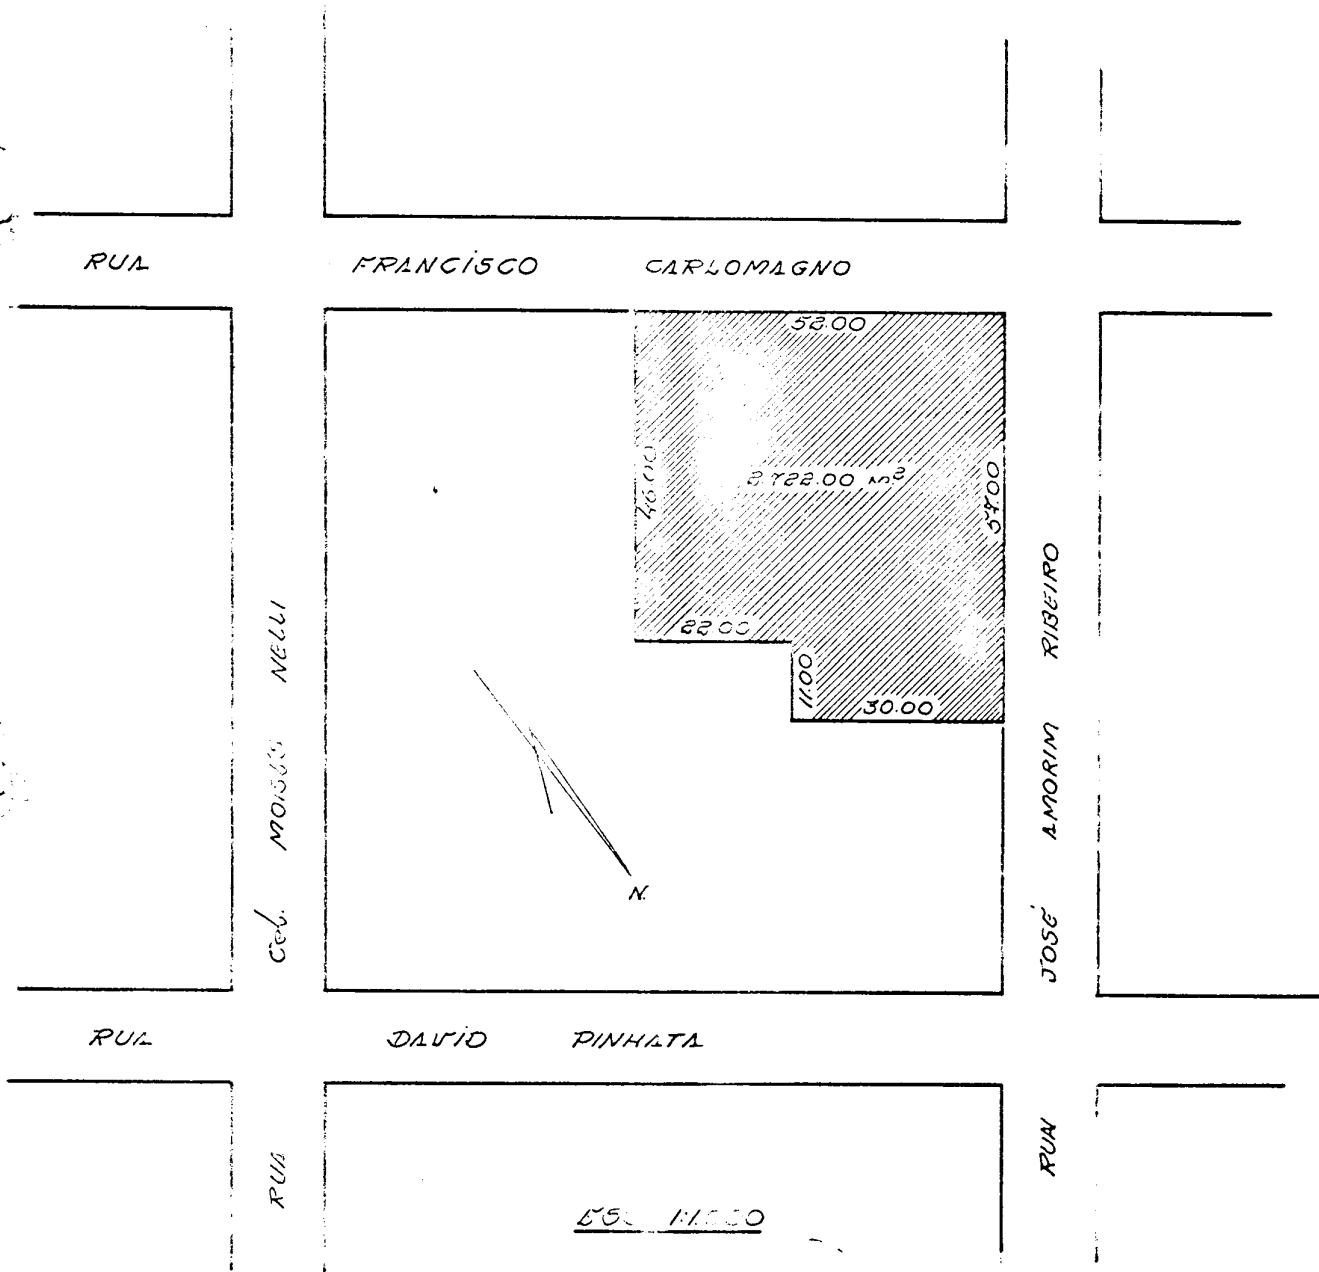 RUA FRANCISCO CARLOMAGNO
52.00
46.00
2.722.00 m²
57.00
22.00
11.00
30.00
RUA Cel. MOISÉS NELLI
RUA JOSÉ AMORIM RIBEIRO
N.
RUA DAVID PINHATA